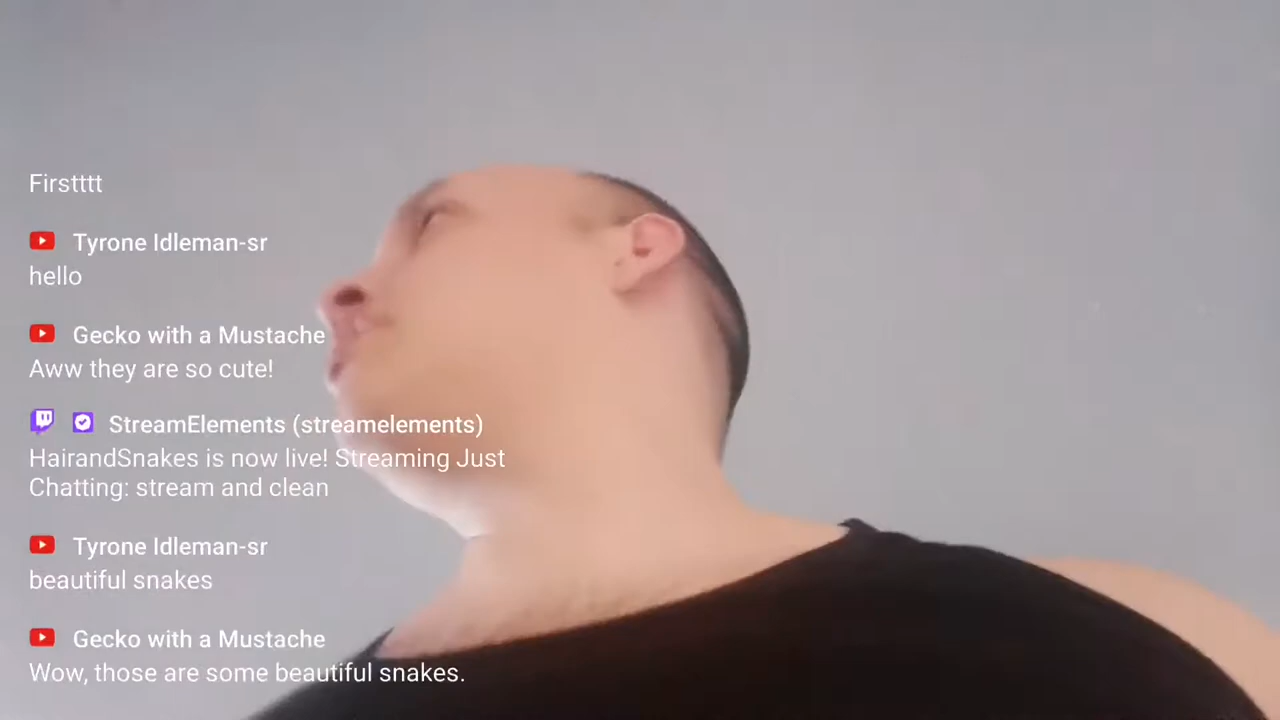 Firstttt
Tyrone Idleman-sr
hello
Gecko with a Mustache
Aww they are so cute!
StreamElements (streamelements)
HairandSnakes is now live! Streaming Just
Chatting: stream and clean
Tyrone Idleman-sr
beautiful snakes
Gecko with a Mustache
Wow, those are some beautiful snakes.